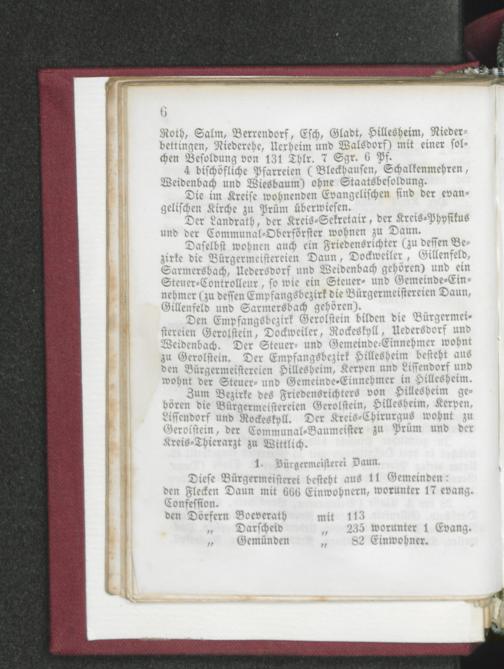 6
Roth, Salm, Berrendorf, Esch, Gladt, Hillesheim, Nieder-
bettingen, Niederehe, Uexheim und Walsdorf) mit einer sol-
chen Besoldung von 131 Thlr. 7 Sgr. 6 Pf.
4 bischöfliche Pfarreien (Bleckhausen, Schalkenmehren,
Weidenbach und Wiesbaum) ohne Staatsbesoldung.
Die im Kreise wohnenden Evangelischen sind der evan-
gelischen Kirche zu Prüm überwiesen.
Der Landrath, der Kreis-Sekretair, der Kreis-Physikus
und der Communal-Oberförster wohnen zu Daun.
Daselbst wohnen auch ein Friedensrichter (zu dessen Be-
zirke die Bürgermeistereien Daun, Dockweiler, Gillenfeld,
Sarmersbach, Uedersdorf und Weidenbach gehören) und ein
Steuer-Controlleur, so wie ein Steuer- und Gemeinde-Ein-
nehmer (zu dessen Empfangsbezirk die Bürgermeistereien Daun,
Gillenfeld und Sarmersbach gehören).
Den Empfangsbezirk Gerolstein bilden die Bürgermei-
stereien Gerolstein, Dockweiler, Rockeskyll, Uedersdorf und
Weidenbach. Der Steuer- und Gemeinde-Einnehmer wohnt
zu Gerolstein. Der Empfangsbezirk Hillesheim besteht aus
den Bürgermeistereien Hillesheim, Kerpen und Lissendorf und
wohnt der Steuer- und Gemeinde-Einnehmer in Hillesheim.
Zum Bezirke des Friedensrichters von Hillesheim ge-
hören die Bürgermeistereien Gerolstein, Hillesheim, Kerpen,
Lissendorf und Rockeskyll. Der Kreis-Chirurgus wohnt zu
Gerolstein, der Communal-Baumeister zu Prüm und der
Kreis-Thierarzt zu Wittlich.
1. Bürgermeisterei Daun.
Diese Bürgermeisterei besteht aus 11 Gemeinden:
den Flecken Daun mit 666 Einwohnern, worunter 17 evang.
Confession.
den Dörfern Boeverath mit 113
„ Darscheid „ 235 worunter 1 Evang.
„ Gemünden „ 82 Einwohner.